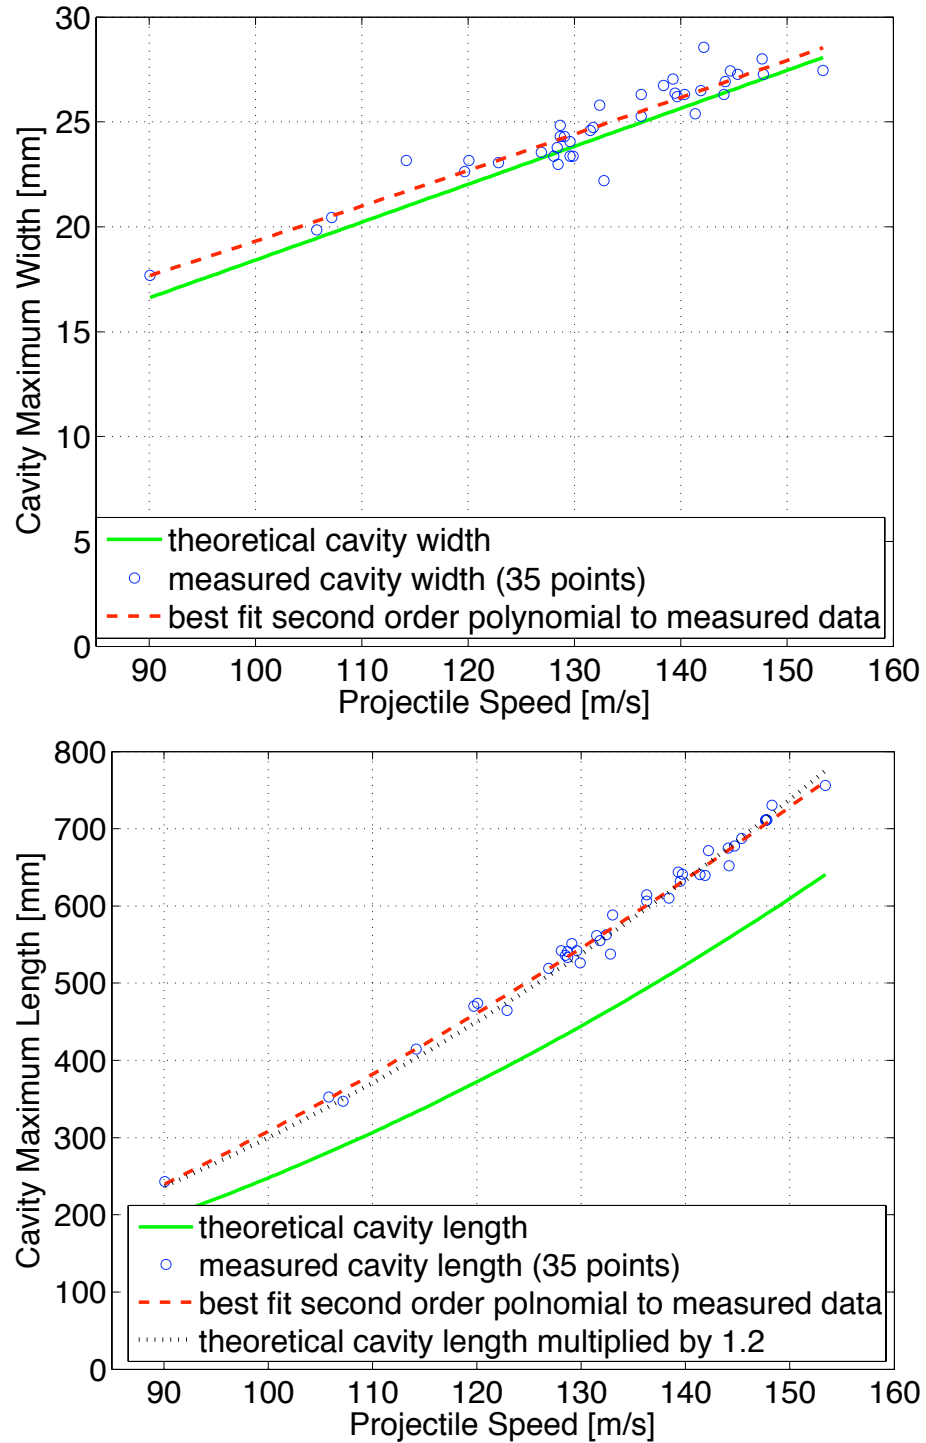 30
25
20
15
10
5
0
Cavity Maximum Width [mm]
theoretical cavity width
measured cavity width (35 points)
best fit second order polynomial to measured data
90 100 110 120 130 140 150 160
Projectile Speed [m/s]
800
700
600
500
400
300
200
100
0
Cavity Maximum Length [mm]
theoretical cavity length
measured cavity length (35 points)
best fit second order polnomial to measured data
theoretical cavity length multiplied by 1.2
90 100 110 120 130 140 150 160
Projectile Speed [m/s]